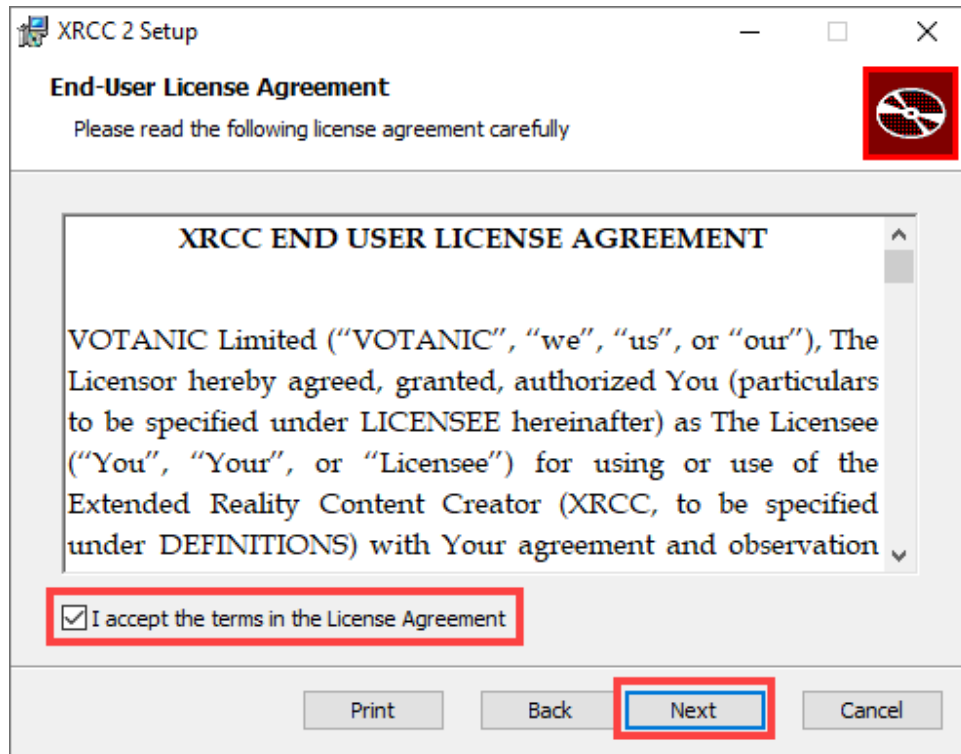 XRCC 2 Setup
End-User License Agreement
Please read the following license agreement carefully
XRCC END USER LICENSE AGREEMENT
VOTANIC Limited (“VOTANIC”, “we”, “us”, or “our”), The
Licensor hereby agreed, granted, authorized You (particulars
to be specified under LICENSEE hereinafter) as The Licensee
(“You”, “Your”, or “Licensee”) for using or use of the
Extended Reality Content Creator (XRCC, to be specified
under DEFINITIONS) with Your agreement and observation
I accept the terms in the License Agreement
Print Back Next Cancel